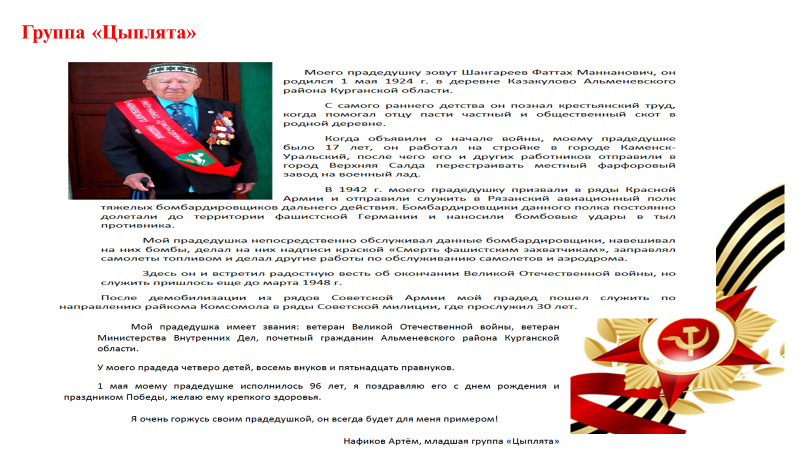 Группа «Цыплята»
Моего прадедушку зовут Шангареев Фаттах Маннанович, он
родился 1 мая 1924 г. в деревне Казакулово Альменевского
района Курганской области.
С самого раннего детства он познал крестьянский труд,
когда помогал отцу пасти частный и общественный скот в
родной деревне.
Когда объявили о начале войны, моему прадедушке
было 17 лет, он работал на стройке в городе Каменск-
Уральский, после чего его и других работников отправили в
город Верхняя Салда перестраивать местный фарфоровый
завод на военный лад.
В 1942 г. моего прадедушку призвали в ряды Красной
Армии и отправили служить в Рязанский авиационный полк
тяжелых бомбардировщиков дальнего действия. Бомбардировщики данного полка постоянно
долетали до территории фашистской Германии и наносили бомбовые удары в тыл
противника.
Мой прадедушка непосредственно обслуживал данные бомбардировщики, навешивал
на них бомбы, делал на них надписи краской «Смерть фашистским захватчикам», заправлял
самолеты топливом и делал другие работы по обслуживанию самолетов и аэродрома.
Здесь он и встретил радостную весть об окончании Великой Отечественной войны, но
служить пришлось еще до марта 1948 г.
После демобилизации из рядов Советской Армии мой прадед пошел служить по
направлению райкома Комсомола в ряды Советской милиции, где прослужил 30 лет.
Мой прадедушка имеет звания: ветеран Великой Отечественной войны, ветеран
Министерства Внутренних Дел, почетный гражданин Альменевского района Курганской
области.
У моего прадеда четверо детей, восемь внуков и пятьнадцать правнуков.
1 мая моему прадедушке исполнилось 96 лет, я поздравляю его с днем рождения и
праздником Победы, желаю ему крепкого здоровья.
Я очень горжусь своим прадедушкой, он всегда будет для меня примером!
Нафиков Артём, младшая группа «Цыплята»